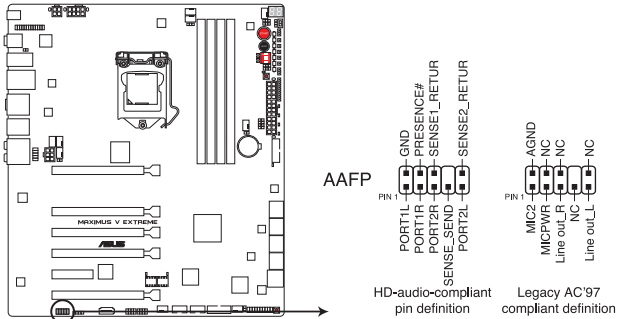 MAXIMUS V EXTREME
ASUS
AAFP
PIN 1
GND
PRESENCE#
SENSE1_RETUR
SENSE2_RETUR
PORT1L
PORT1R
PORT2R
SENSE_SEND
PORT2L
HD-audio-compliant
pin definition
PIN 1
AGND
NC
NC
NC
MIC2
MICPWR
Line out_R
NC
Line out_L
Legacy AC'97
compliant definition